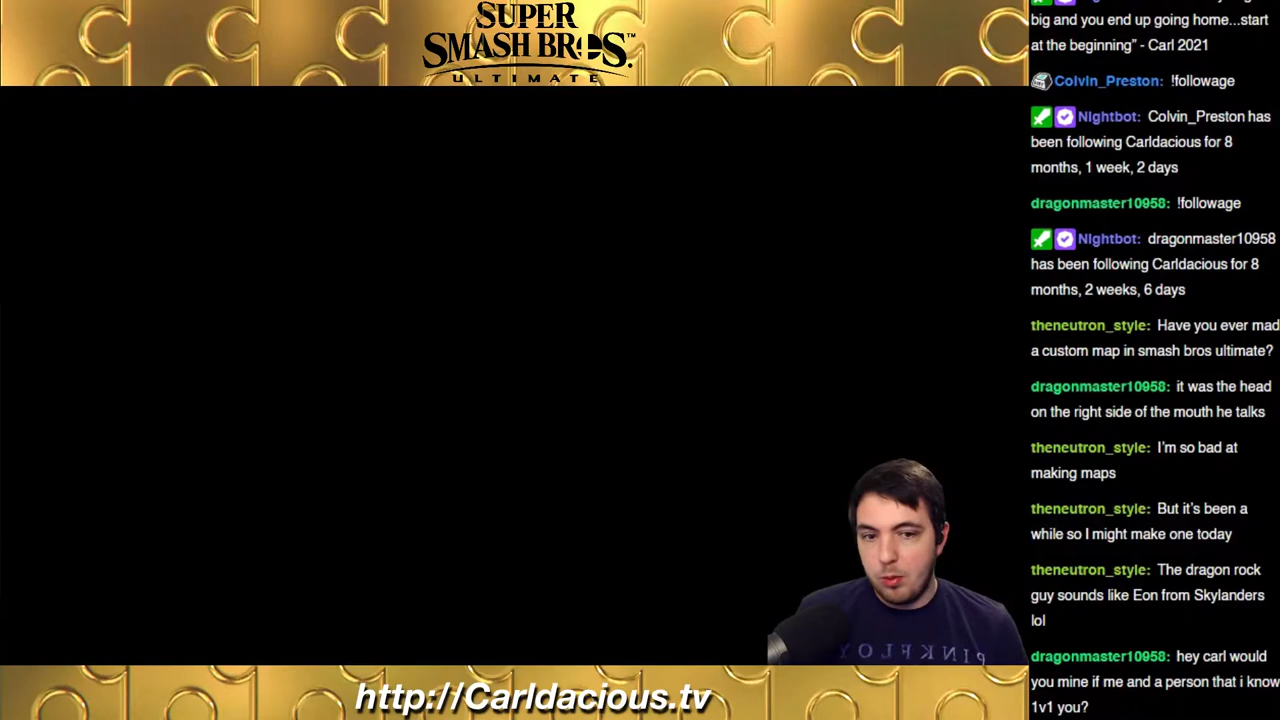 SUPER
SMASH BROS.™
ULTIMATE
big and you end up going home...start
at the beginning” - Carl 2021
Colvin_Preston: !followage
Nightbot: Colvin_Preston has
been following Carldacious for 8
months, 1 week, 2 days
dragonmaster10958: !followage
Nightbot: dragonmaster10958
has been following Carldacious for 8
months, 2 weeks, 6 days
theneutron_style: Have you ever mad
a custom map in smash bros ultimate?
dragonmaster10958: it was the head
on the right side of the mouth he talks
theneutron_style: I’m so bad at
making maps
theneutron_style: But it’s been a
while so I might make one today
theneutron_style: The dragon rock
guy sounds like Eon from Skylanders
lol
dragonmaster10958: hey carl would
you mine if me and a person that i know
1v1 you?
PINK FLOY
http://Carldacious.tv